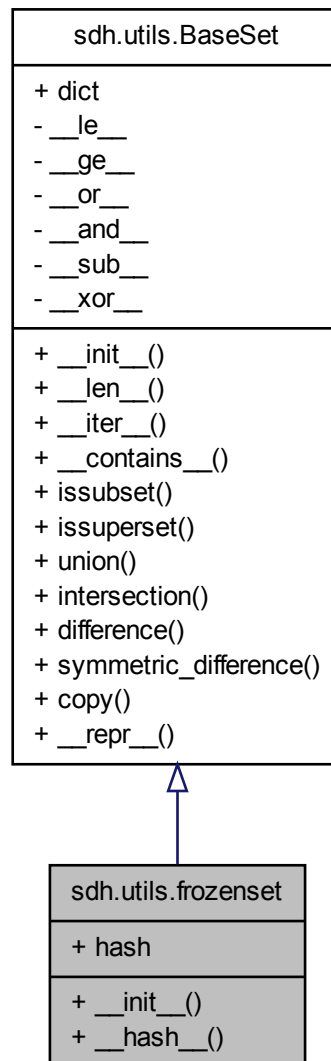 sdh.utils.BaseSet
+ dict
- __le__
- __ge__
- __or__
- __and__
- __sub__
- __xor__
+ __init__()
+ __len__()
+ __iter__()
+ __contains__()
+ issubset()
+ issuperset()
+ union()
+ intersection()
+ difference()
+ symmetric_difference()
+ copy()
+ __repr__()
sdh.utils.frozenset
+ hash
+ __init__()
+ __hash__()